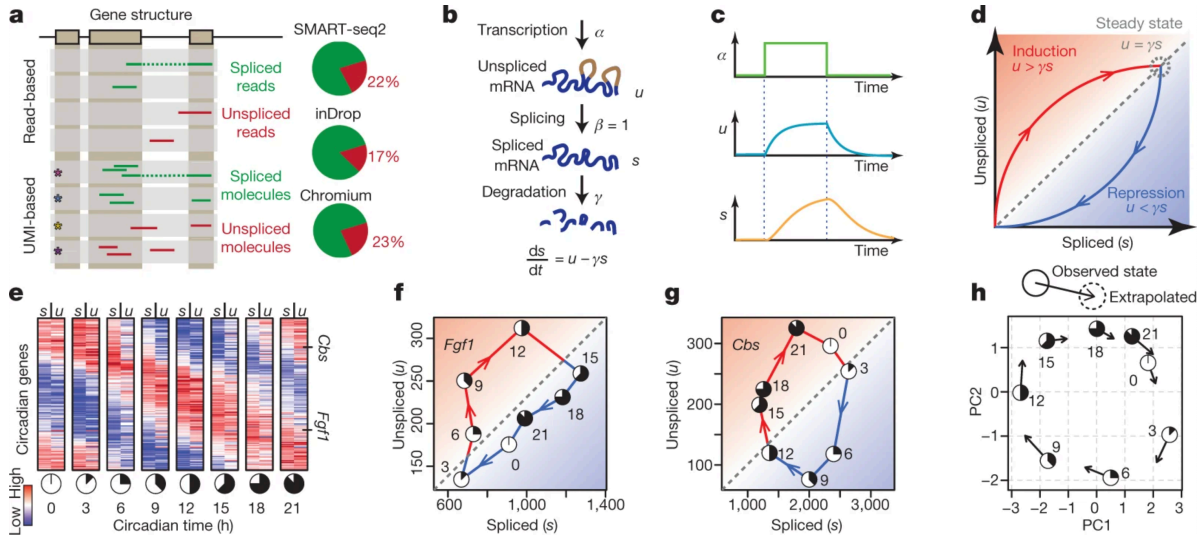 a
Gene structure
Read-based
UMI-based
Spliced
reads
Unspliced
reads
Spliced
molecules
Unspliced
molecules
SMART-seq2
22%
inDrop
17%
Chromium
23%
b
Transcription
α
Unspliced
mRNA
u
Splicing
β = 1
Spliced
mRNA
s
Degradation
γ
ds/dt = u – γs
c
α
Time
u
Time
s
Time
d
Steady state
u = γs
Induction
u > γs
Repression
u < γs
Unspliced (u)
Spliced (s)
e
s u s u s u s u s u s u s u s u
Circadian genes
Cbs
Fgf1
High
Low
0 3 6 9 12 15 18 21
Circadian time (h)
f
Fgf1
Unspliced (u)
300
250
200
150
12
15
9
18
6
21
0
3
600 1,000 1,400
Spliced (s)
g
Cbs
Unspliced (u)
300
200
100
21
0
3
18
15
12
6
9
1,000 2,000 3,000
Spliced (s)
h
Observed state
Extrapolated
PC2
1
0
–1
–2
15
18
21
0
12
3
9
6
–3 –2 –1 0 1 2 3
PC1